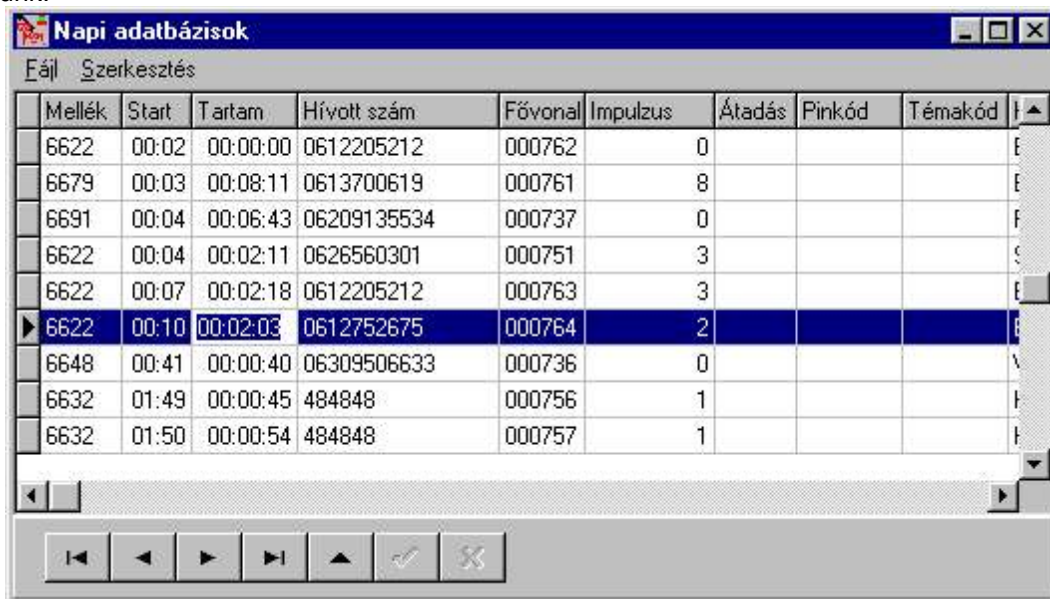 Napi adatbázisok
Fájl Szerkesztés
Mellék Start Tartam Hívott szám Fővonal Impulzus Átadás Pinkód Témakód
6622 00:02 00:00:00 0612205212 000762 0
6679 00:03 00:08:11 0613700619 000761 8
6691 00:04 00:06:43 06209135534 000737 0
6622 00:04 00:02:11 0626560301 000751 3
6622 00:07 00:02:18 0612205212 000763 3
6622 00:10 00:02:03 0612752675 000764 2
6648 00:41 00:00:40 06309506633 000736 0
6632 01:49 00:00:45 484848 000756 1
6632 01:50 00:00:54 484848 000757 1